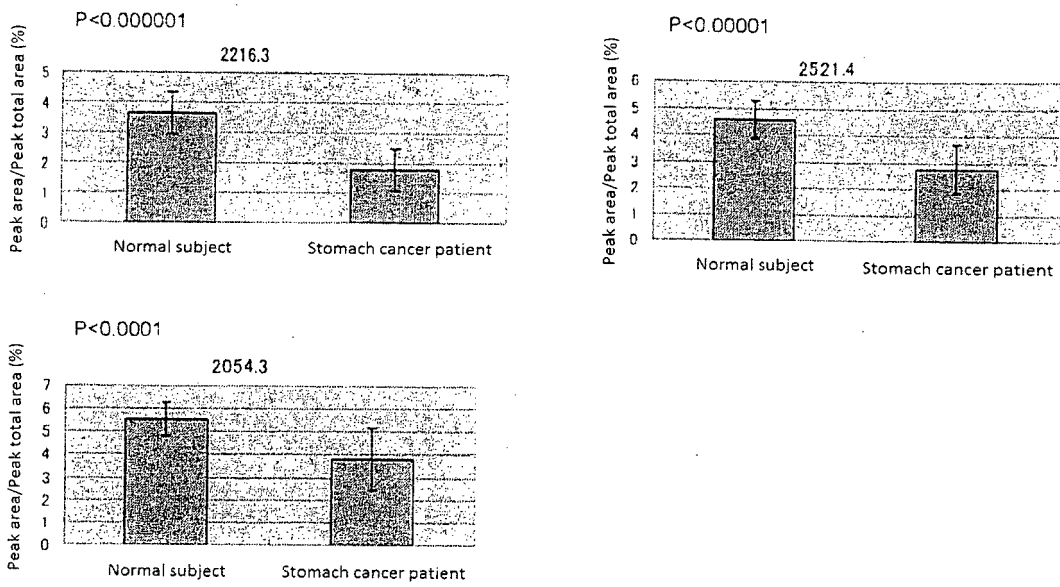 P<0.000001
2216.3
Peak area/Peak total area (%)
5
4
3
2
1
0
Normal subject Stomach cancer patient
P<0.00001
2521.4
Peak area/Peak total area (%)
6
5
4
3
2
1
0
Normal subject Stomach cancer patient
P<0.0001
2054.3
Peak area/Peak total area (%)
7
6
5
4
3
2
1
0
Normal subject Stomach cancer patient